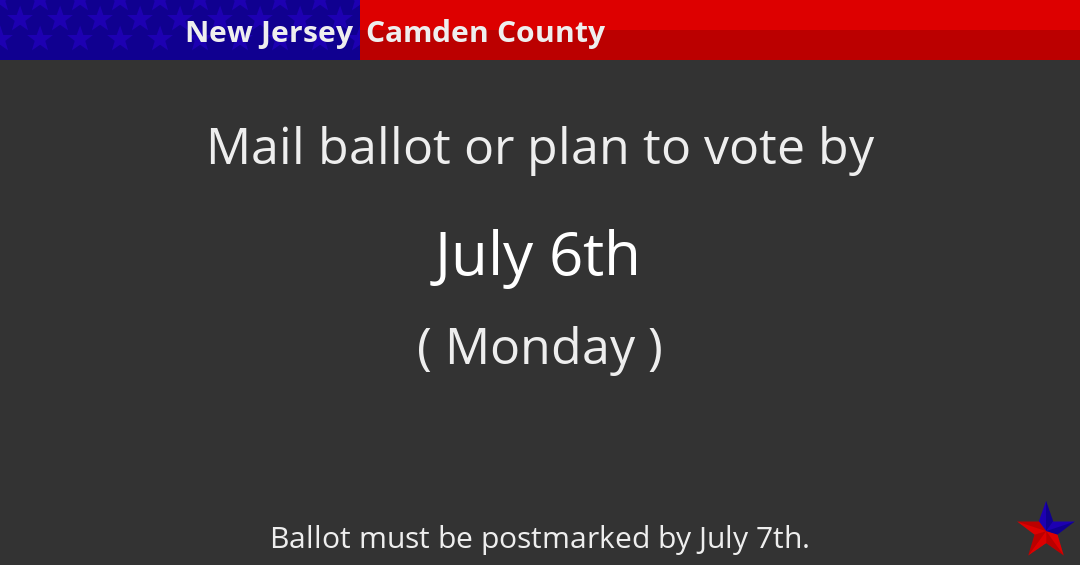 New Jersey Camden County
Mail ballot or plan to vote by
July 6th
( Monday )
Ballot must be postmarked by July 7th.